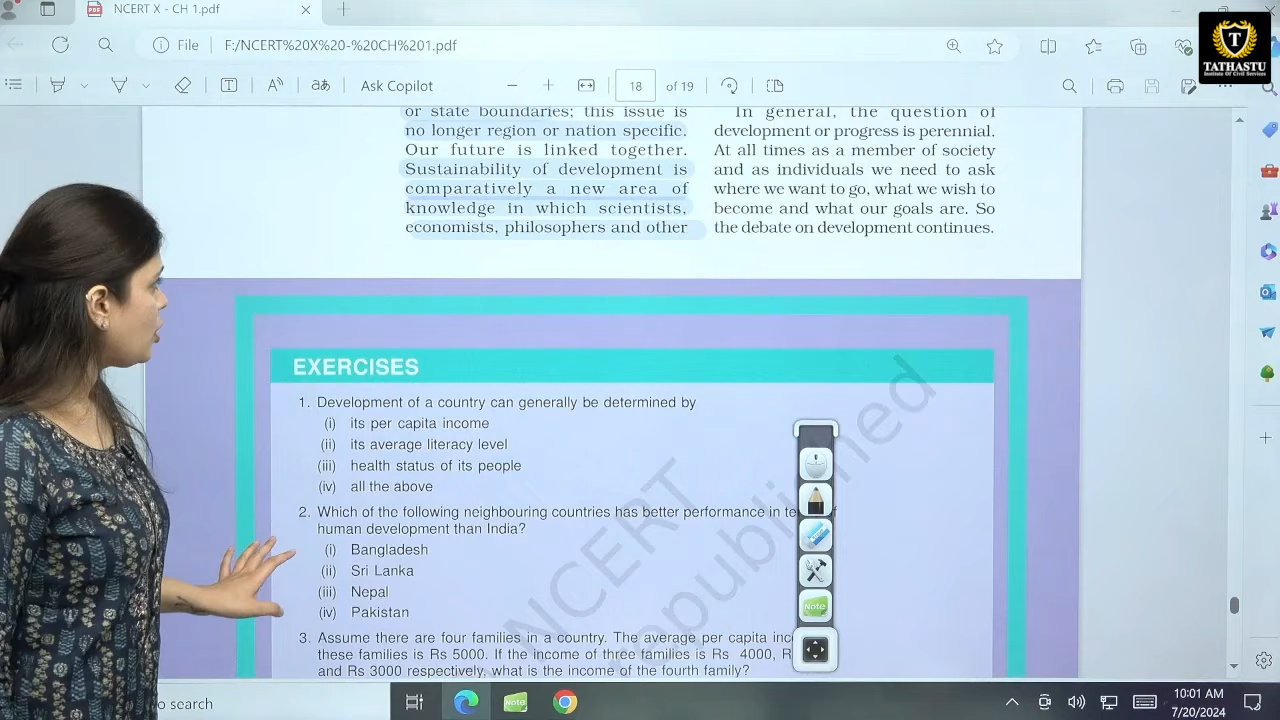 NCERT X - CH 1.pdf
File F:/NCERT%20X%20-%20CH%201.pdf
Ask Copilot
18 of 19
T
TATHASTU
Institute Of Civil Services
or state boundaries; this issue is
no longer region or nation specific.
Our future is linked together.
Sustainability of development is
comparatively a new area of
knowledge in which scientists,
economists, philosophers and other
In general, the question of
development or progress is perennial.
At all times as a member of society
and as individuals we need to ask
where we want to go, what we wish to
become and what our goals are. So
the debate on development continues.
EXERCISES
1. Development of a country can generally be determined by
(i) its per capita income
(ii) its average literacy level
(iii) health status of its people
(iv) all the above
2. Which of the following neighbouring countries has better performance in te f
human development than India?
(i) Bangladesh
(ii) Sri Lanka
(iii) Nepal
(iv) Pakistan
3. Assume there are four families in a country. The average per capita inc
these families is Rs 5000. If the income of three families is Rs 4000, R
and Rs 3000 respectively, what is the income of the fourth family?
NCERT
republished
Note
to search
Note
10:01 AM
7/20/2024